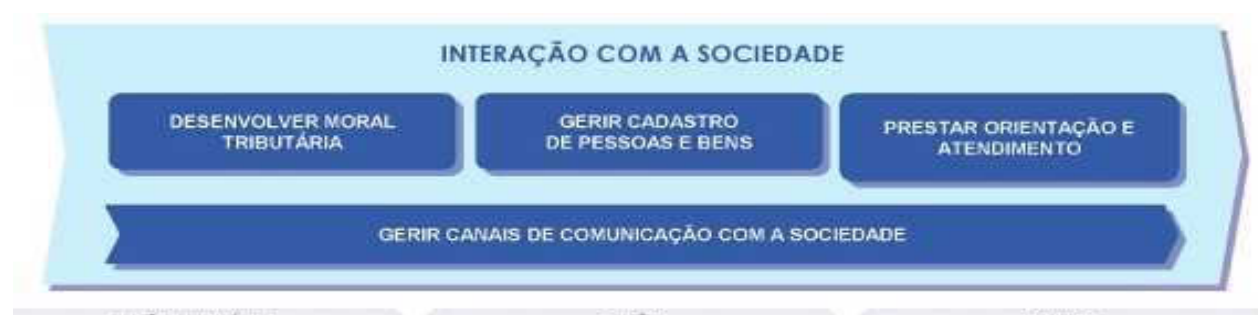 INTERAÇÃO COM A SOCIEDADE
DESENVOLVER MORAL
TRIBUTÁRIA
GERIR CADASTRO
DE PESSOAS E BENS
PRESTAR ORIENTAÇÃO E
ATENDIMENTO
GERIR CANAIS DE COMUNICAÇÃO COM A SOCIEDADE